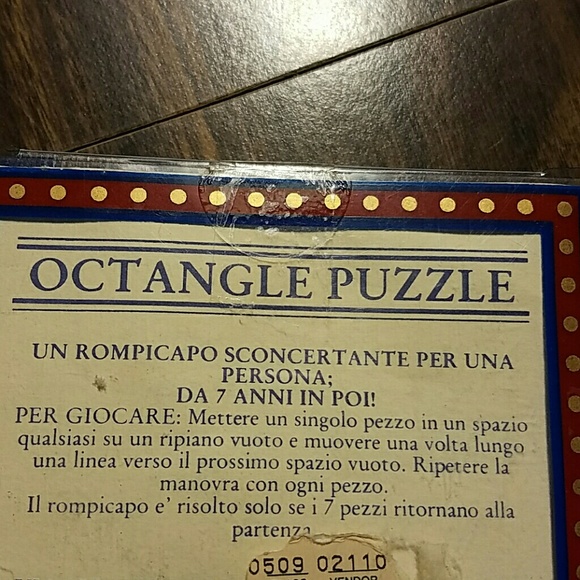 OCTANGLE PUZZLE
UN ROMPICAPO SCONCERTANTE PER UNA
PERSONA;
DA 7 ANNI IN POI!
PER GIOCARE: Mettere un singolo pezzo in un spazio
qualsiasi su un ripiano vuoto e muovere una volta lungo
una linea verso il prossimo spazio vuoto. Ripetere la
manovra con ogni pezzo.
Il rompicapo e' risolto solo se i 7 pezzi ritornano alla
partenza
0509 02110
VENDOR